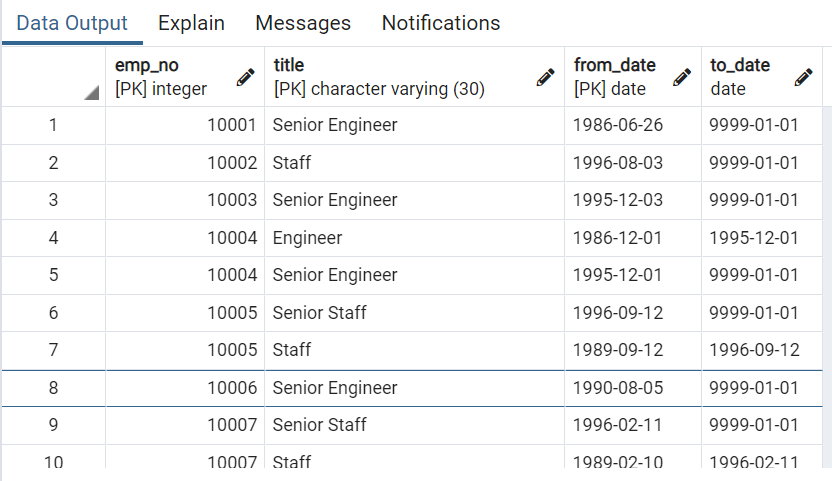 Data Output Explain Messages Notifications
emp_no title from_date to_date
[PK] integer [PK] character varying (30) [PK] date date
1 10001 Senior Engineer 1986-06-26 9999-01-01
2 10002 Staff 1996-08-03 9999-01-01
3 10003 Senior Engineer 1995-12-03 9999-01-01
4 10004 Engineer 1986-12-01 1995-12-01
5 10004 Senior Engineer 1995-12-01 9999-01-01
6 10005 Senior Staff 1996-09-12 9999-01-01
7 10005 Staff 1989-09-12 1996-09-12
8 10006 Senior Engineer 1990-08-05 9999-01-01
9 10007 Senior Staff 1996-02-11 9999-01-01
10 10007 Staff 1989-02-10 1996-02-11